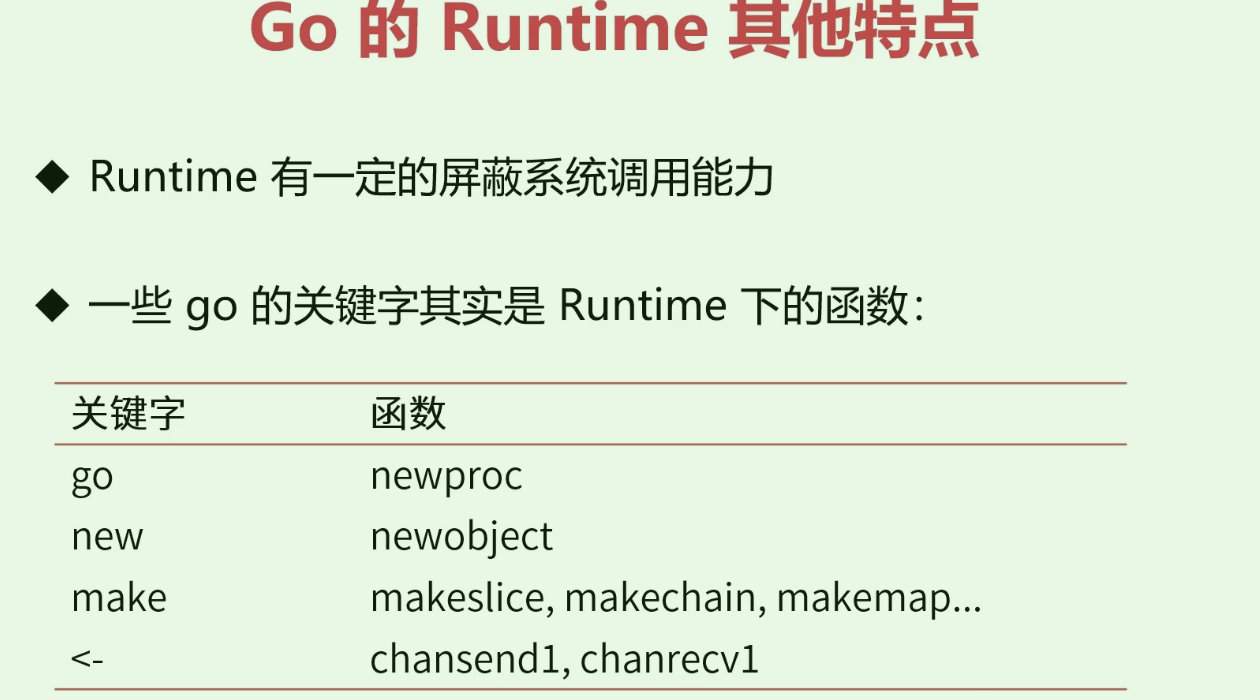 Go 的 Runtime 其他特点
◆ Runtime 有一定的屏蔽系统调用能力
◆ 一些 go 的关键字其实是 Runtime 下的函数：
关键字 函数
go newproc
new newobject
make makeslice, makechain, makemap...
<- chansend1, chanrecv1